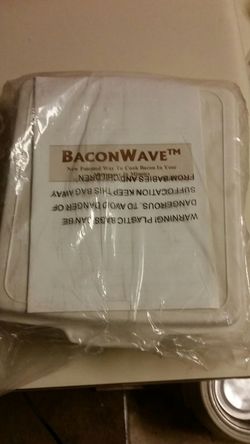 BACONWAVE™
New Patented Way To Cook Bacon In Your
WARNING! PLASTIC BAGS CAN BE
DANGEROUS TO AVOID DANGER OF
SUFFOCATION KEEP THIS BAG AWAY
FROM BABIES AND CHILDREN